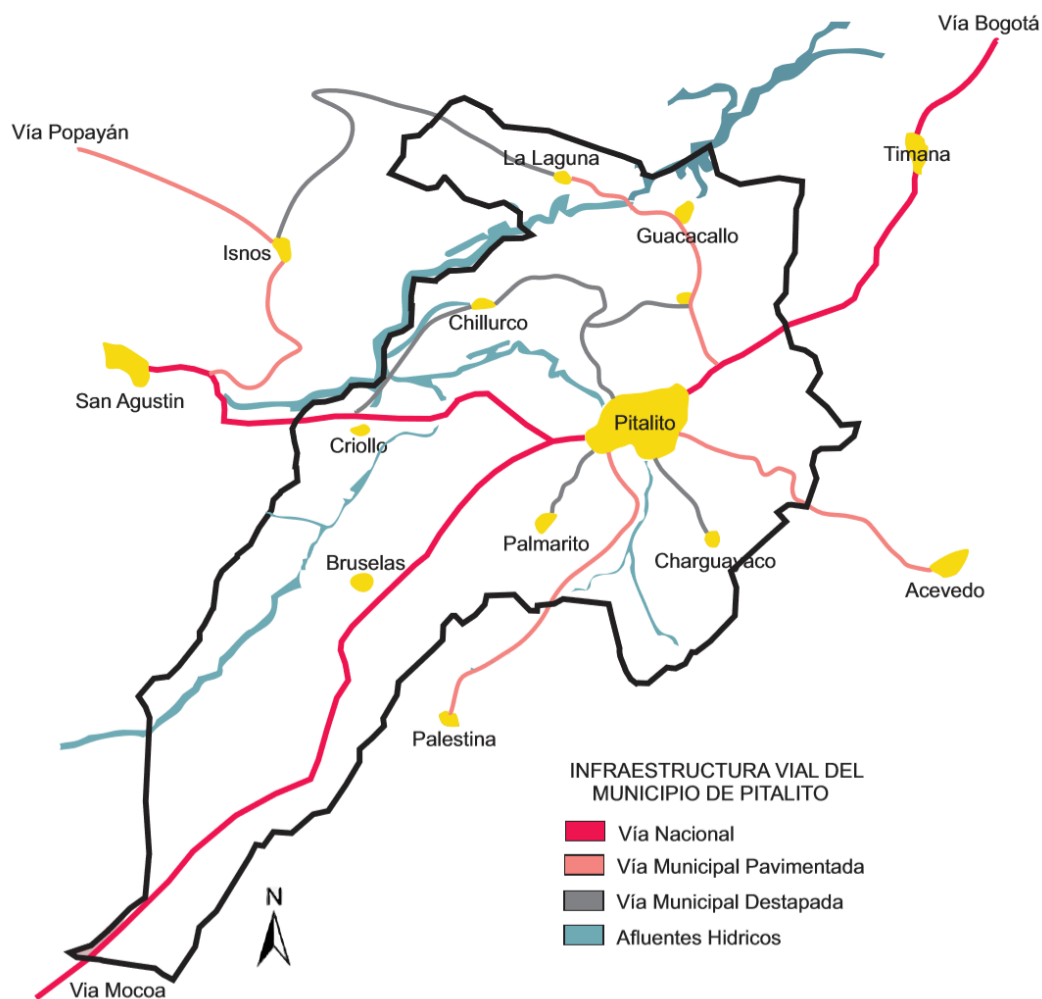 Vía Bogotá
Vía Popayán
La Laguna
Timana
Guacacallo
Isnos
Chillurco
San Agustin
Pitalito
Criollo
Palmarito
Charguayaco
Bruselas
Acevedo
Palestina
INFRAESTRUCTURA VIAL DEL
MUNICIPIO DE PITALITO
Vía Nacional
Vía Municipal Pavimentada
Vía Municipal Destapada
Afluentes Hidricos
N
Via Mocoa